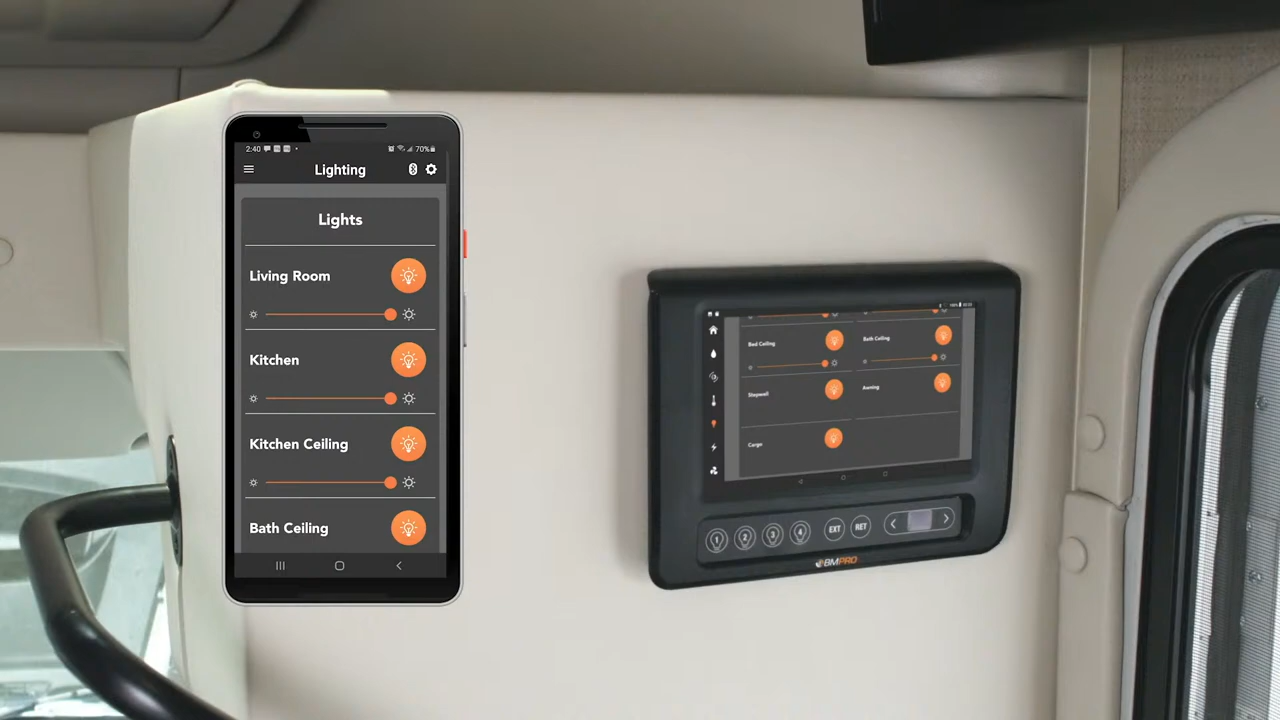 2:40
70%
Lighting
Lights
Living Room
Kitchen
Kitchen Ceiling
Bath Ceiling
Bed Ceiling
Bath Ceiling
Stepwell
Awning
Cargo
1 2 3 4 EXT RET
BMPRO